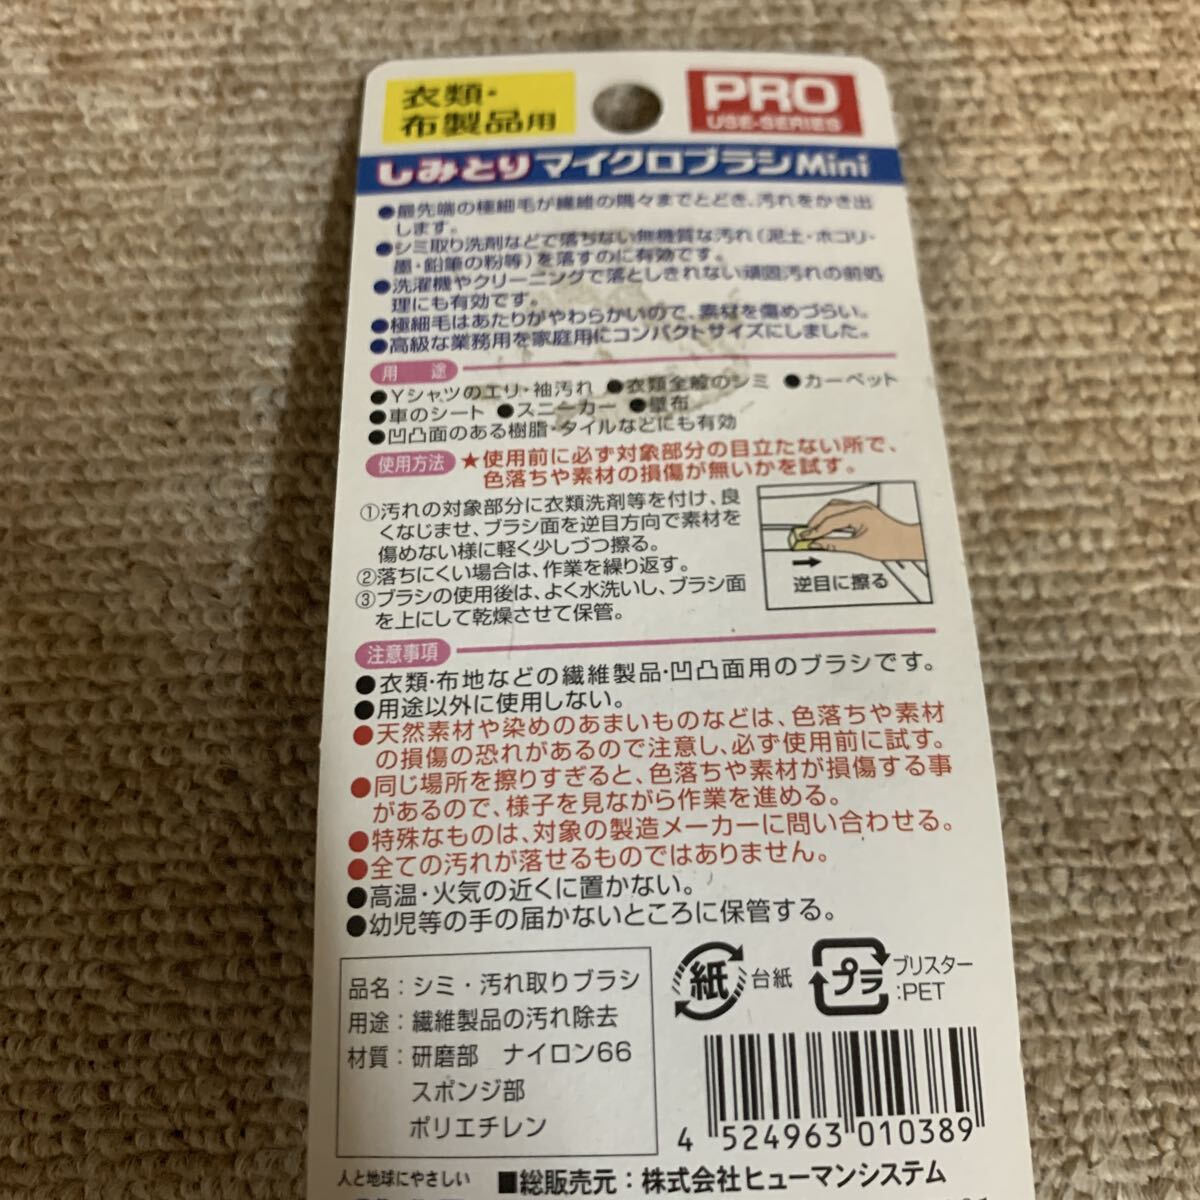 衣類・
布製品用
PRO
USE-SERIES
しみとりマイクロブラシMini
●最先端の極細毛が繊維の隅々までとどき、汚れをかき出
します。
●シミ取り洗剤などで落ちない無機質な汚れ(泥土・ホコリ・
墨・鉛筆の粉等)を落すのに有効です。
●洗濯機やクリーニングで落としきれない頑固汚れの前処
理にも有効です。
●極細毛はあたりがやわらかいので、素材を傷めづらい。
●高級な業務用を家庭用にコンパクトサイズにしました。
用途
●Yシャツのエリ・袖汚れ ●衣類全般のシミ ●カーペット
●車のシート ●スニーカー ●壁布
●凹凸面のある樹脂・タイルなどにも有効
使用方法 ★使用前に必ず対象部分の目立たない所で、
色落ちや素材の損傷が無いかを試す。
①汚れの対象部分に衣類洗剤等を付け、良
くなじませ、ブラシ面を逆目方向で素材を
傷めない様に軽く少しづつ擦る。
②落ちにくい場合は、作業を繰り返す。
③ブラシの使用後は、よく水洗いし、ブラシ面
を上にして乾燥させて保管。
逆目に擦る
注意事項
●衣類・布地などの繊維製品・凹凸面用のブラシです。
●用途以外に使用しない。
●天然素材や染めのあまいものなどは、色落ちや素材
の損傷の恐れがあるので注意し、必ず使用前に試す。
●同じ場所を擦りすぎると、色落ちや素材が損傷する事
があるので、様子を見ながら作業を進める。
●特殊なものは、対象の製造メーカーに問い合わせる。
●全ての汚れが落せるものではありません。
●高温・火気の近くに置かない。
●幼児等の手の届かないところに保管する。
品名:シミ・汚れ取りブラシ
用途:繊維製品の汚れ除去
材質:研磨部 ナイロン66
スポンジ部
ポリエチレン
紙 台紙
プラ ブリスター
:PET
4 524963 010389
人と地球にやさしい
■総販売元:株式会社ヒューマンシステム